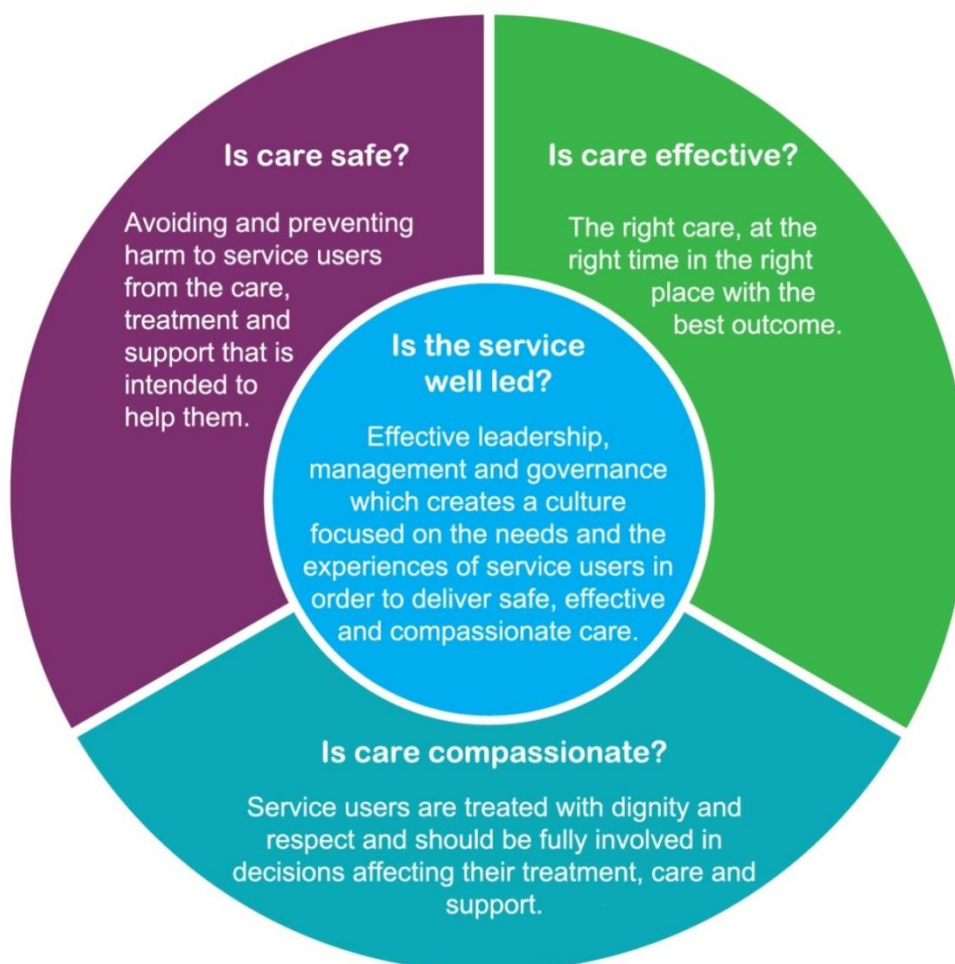 Is care safe?
Avoiding and preventing
harm to service users
from the care,
treatment and
support that is
intended to
help them.
Is care effective?
The right care, at the
right time in the right
place with the
best outcome.
Is the service
well led?
Effective leadership,
management and governance
which creates a culture
focused on the needs and the
experiences of service users in
order to deliver safe, effective
and compassionate care.
Is care compassionate?
Service users are treated with dignity and
respect and should be fully involved in
decisions affecting their treatment, care and
support.